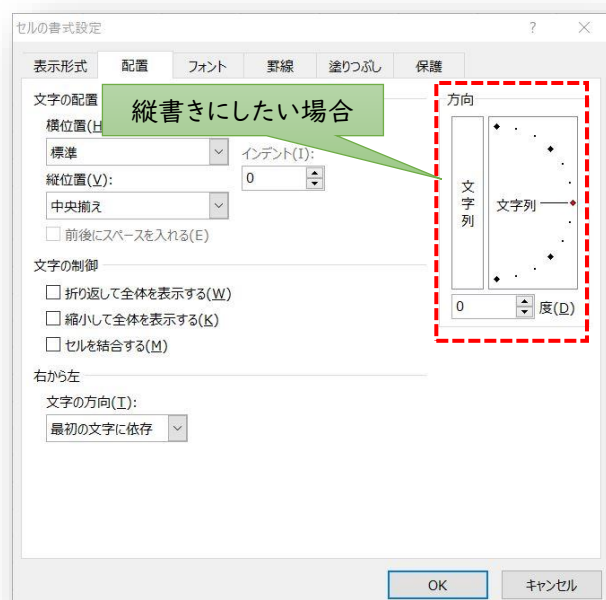 セルの書式設定 ?
表示形式 配置 フォント 罫線 塗りつぶし 保護
文字の配置
縦書きにしたい場合
方向
横位置(H
標準
インデント(I):
0
縦位置(V):
中央揃え
前後にスペースを入れる(E)
文字列
文字列
0 度(D)
文字の制御
折り返して全体を表示する(W)
縮小して全体を表示する(K)
セルを結合する(M)
右から左
文字の方向(T):
最初の文字に依存
OK キャンセル